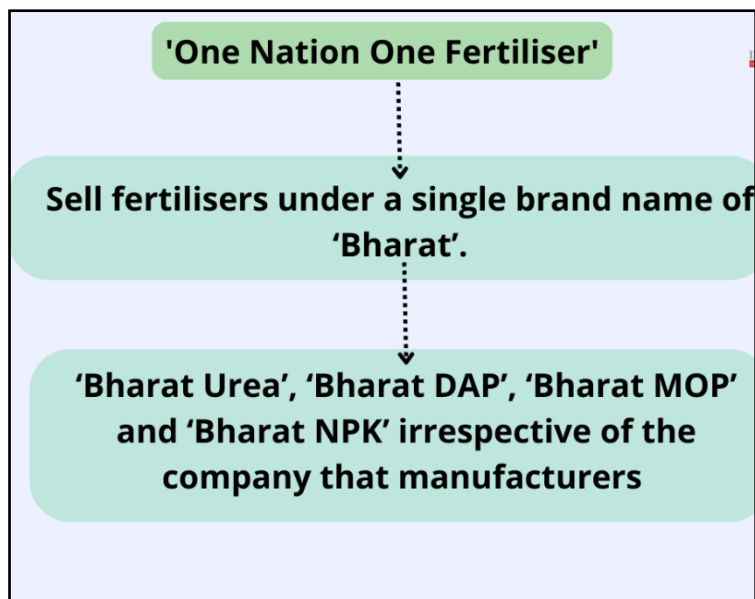 'One Nation One Fertiliser'
Sell fertilisers under a single brand name of
‘Bharat’.
‘Bharat Urea’, ‘Bharat DAP’, ‘Bharat MOP’
and ‘Bharat NPK’ irrespective of the
company that manufacturers